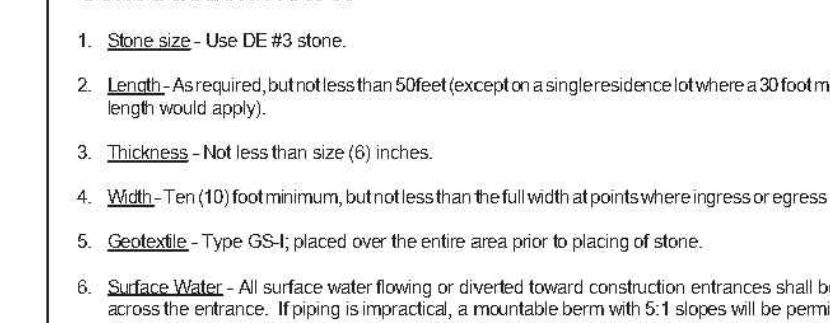 1. Stone size - Use DE #3 stone.
2. Length - As required, but not less than 50feet (except on a single residence lot where a 30 foot m
length would apply).
3. Thickness - Not less than size (6) inches.
4. Width - Ten (10) foot minimum, but not less than the full width at points where ingress or egress
5. Geotextile - Type GS-I; placed over the entire area prior to placing of stone.
6. Surface Water - All surface water flowing or diverted toward construction entrances shall be
across the entrance. If piping is impractical, a mountable berm with 5:1 slopes will be permi